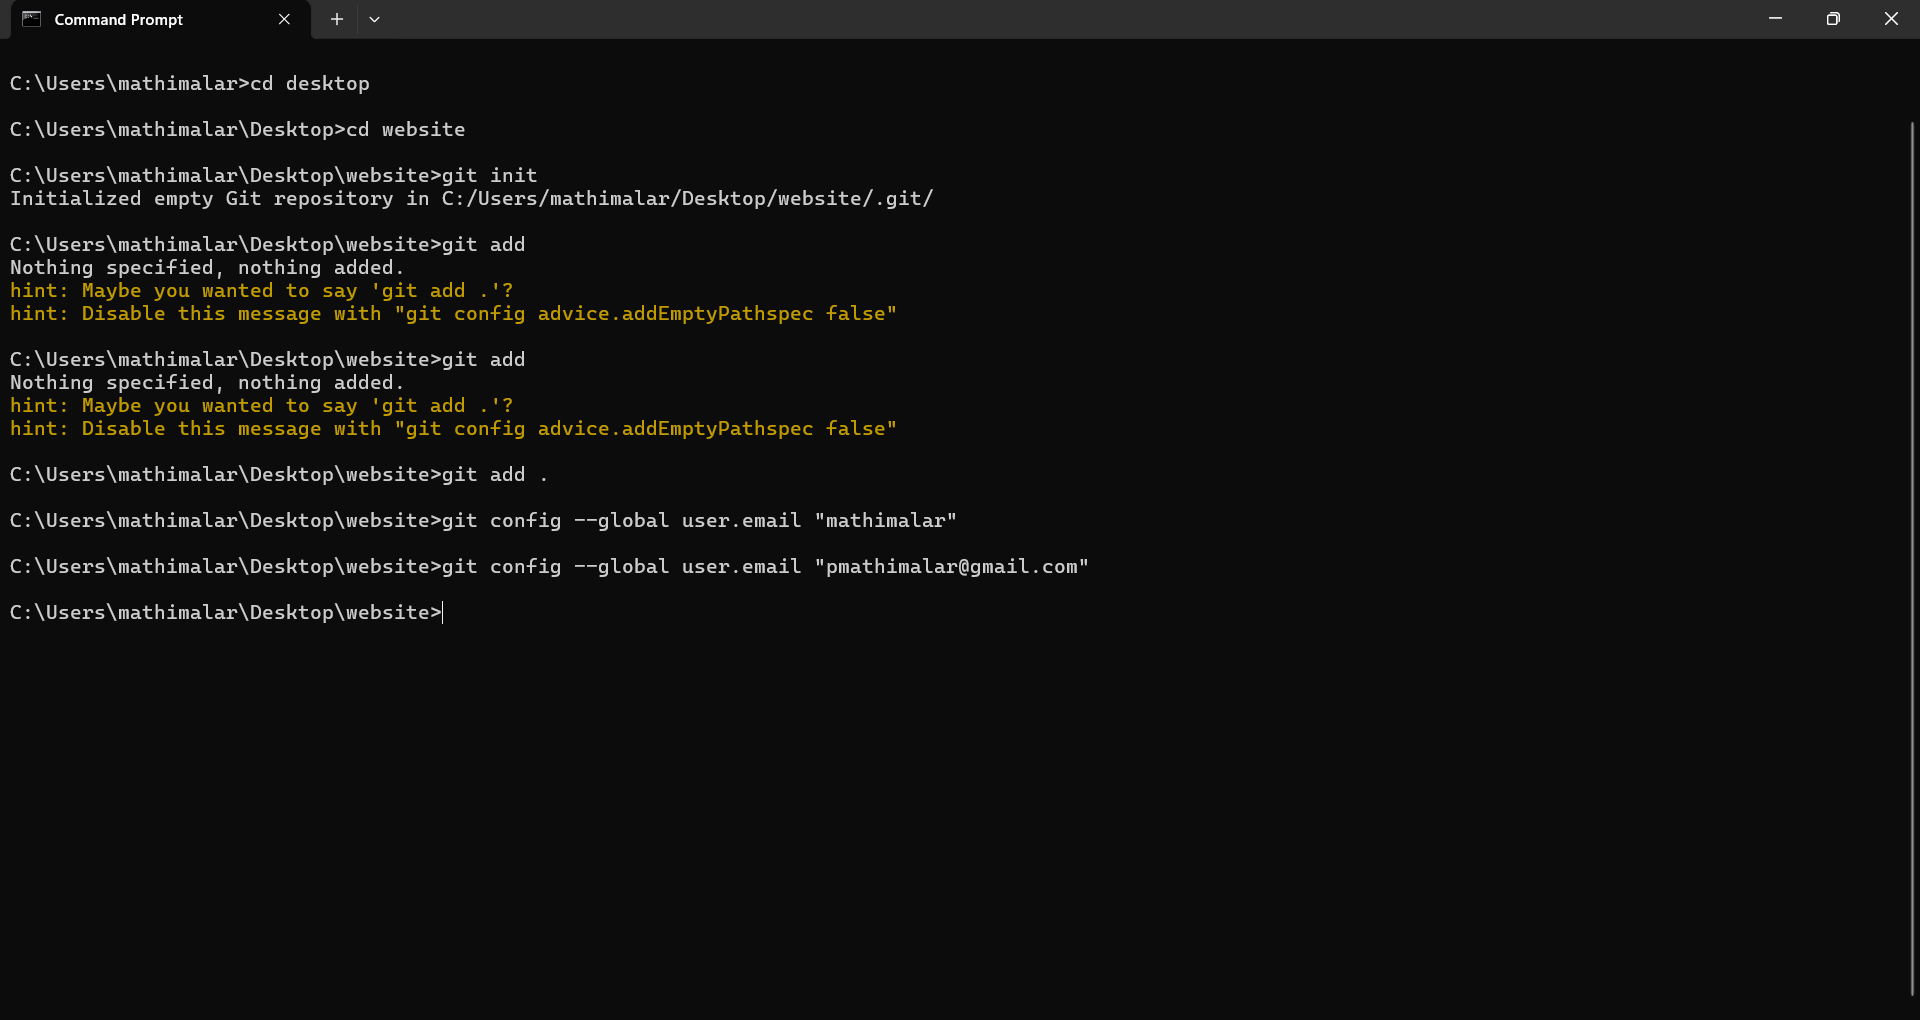 Command Prompt
C:\Users\mathimalar>cd desktop
C:\Users\mathimalar\Desktop>cd website
C:\Users\mathimalar\Desktop\website>git init
Initialized empty Git repository in C:/Users/mathimalar/Desktop/website/.git/
C:\Users\mathimalar\Desktop\website>git add
Nothing specified, nothing added.
hint: Maybe you wanted to say 'git add .'?
hint: Disable this message with "git config advice.addEmptyPathspec false"
C:\Users\mathimalar\Desktop\website>git add
Nothing specified, nothing added.
hint: Maybe you wanted to say 'git add .'?
hint: Disable this message with "git config advice.addEmptyPathspec false"
C:\Users\mathimalar\Desktop\website>git add .
C:\Users\mathimalar\Desktop\website>git config --global user.email "mathimalar"
C:\Users\mathimalar\Desktop\website>git config --global user.email "pmathimalar@gmail.com"
C:\Users\mathimalar\Desktop\website>